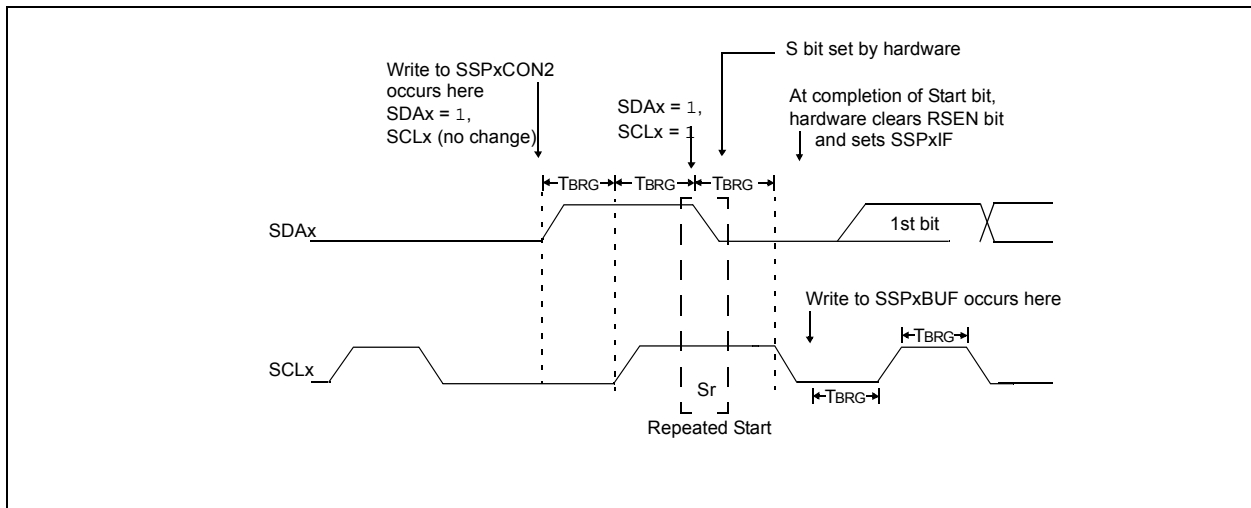 S bit set by hardware
Write to SSPxCON2
occurs here
SDAx = 1,
SCLx (no change)
SDAx = 1,
SCLx = 1
At completion of Start bit,
hardware clears RSEN bit
and sets SSPxIF
TBRG TBRG TBRG
SDAx
1st bit
Write to SSPxBUF occurs here
TBRG
SCLx
Sr
TBRG
Repeated Start